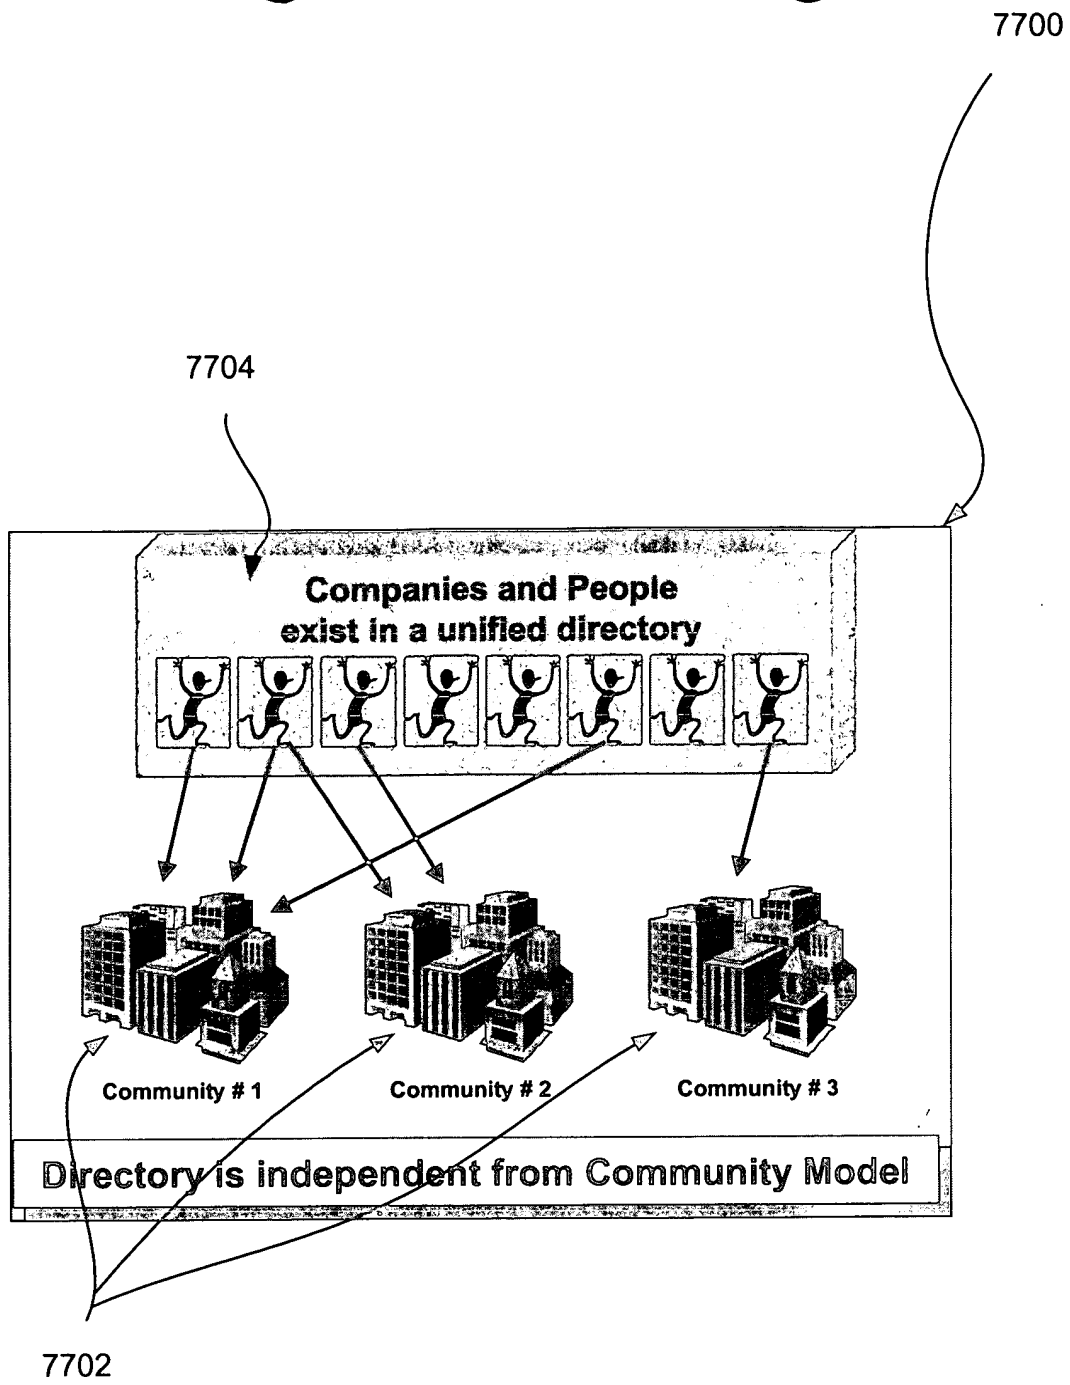 7700
7704
Companies and People
exist in a unified directory
Community # 1
Community # 2
Community # 3
Directory is independent from Community Model
7702